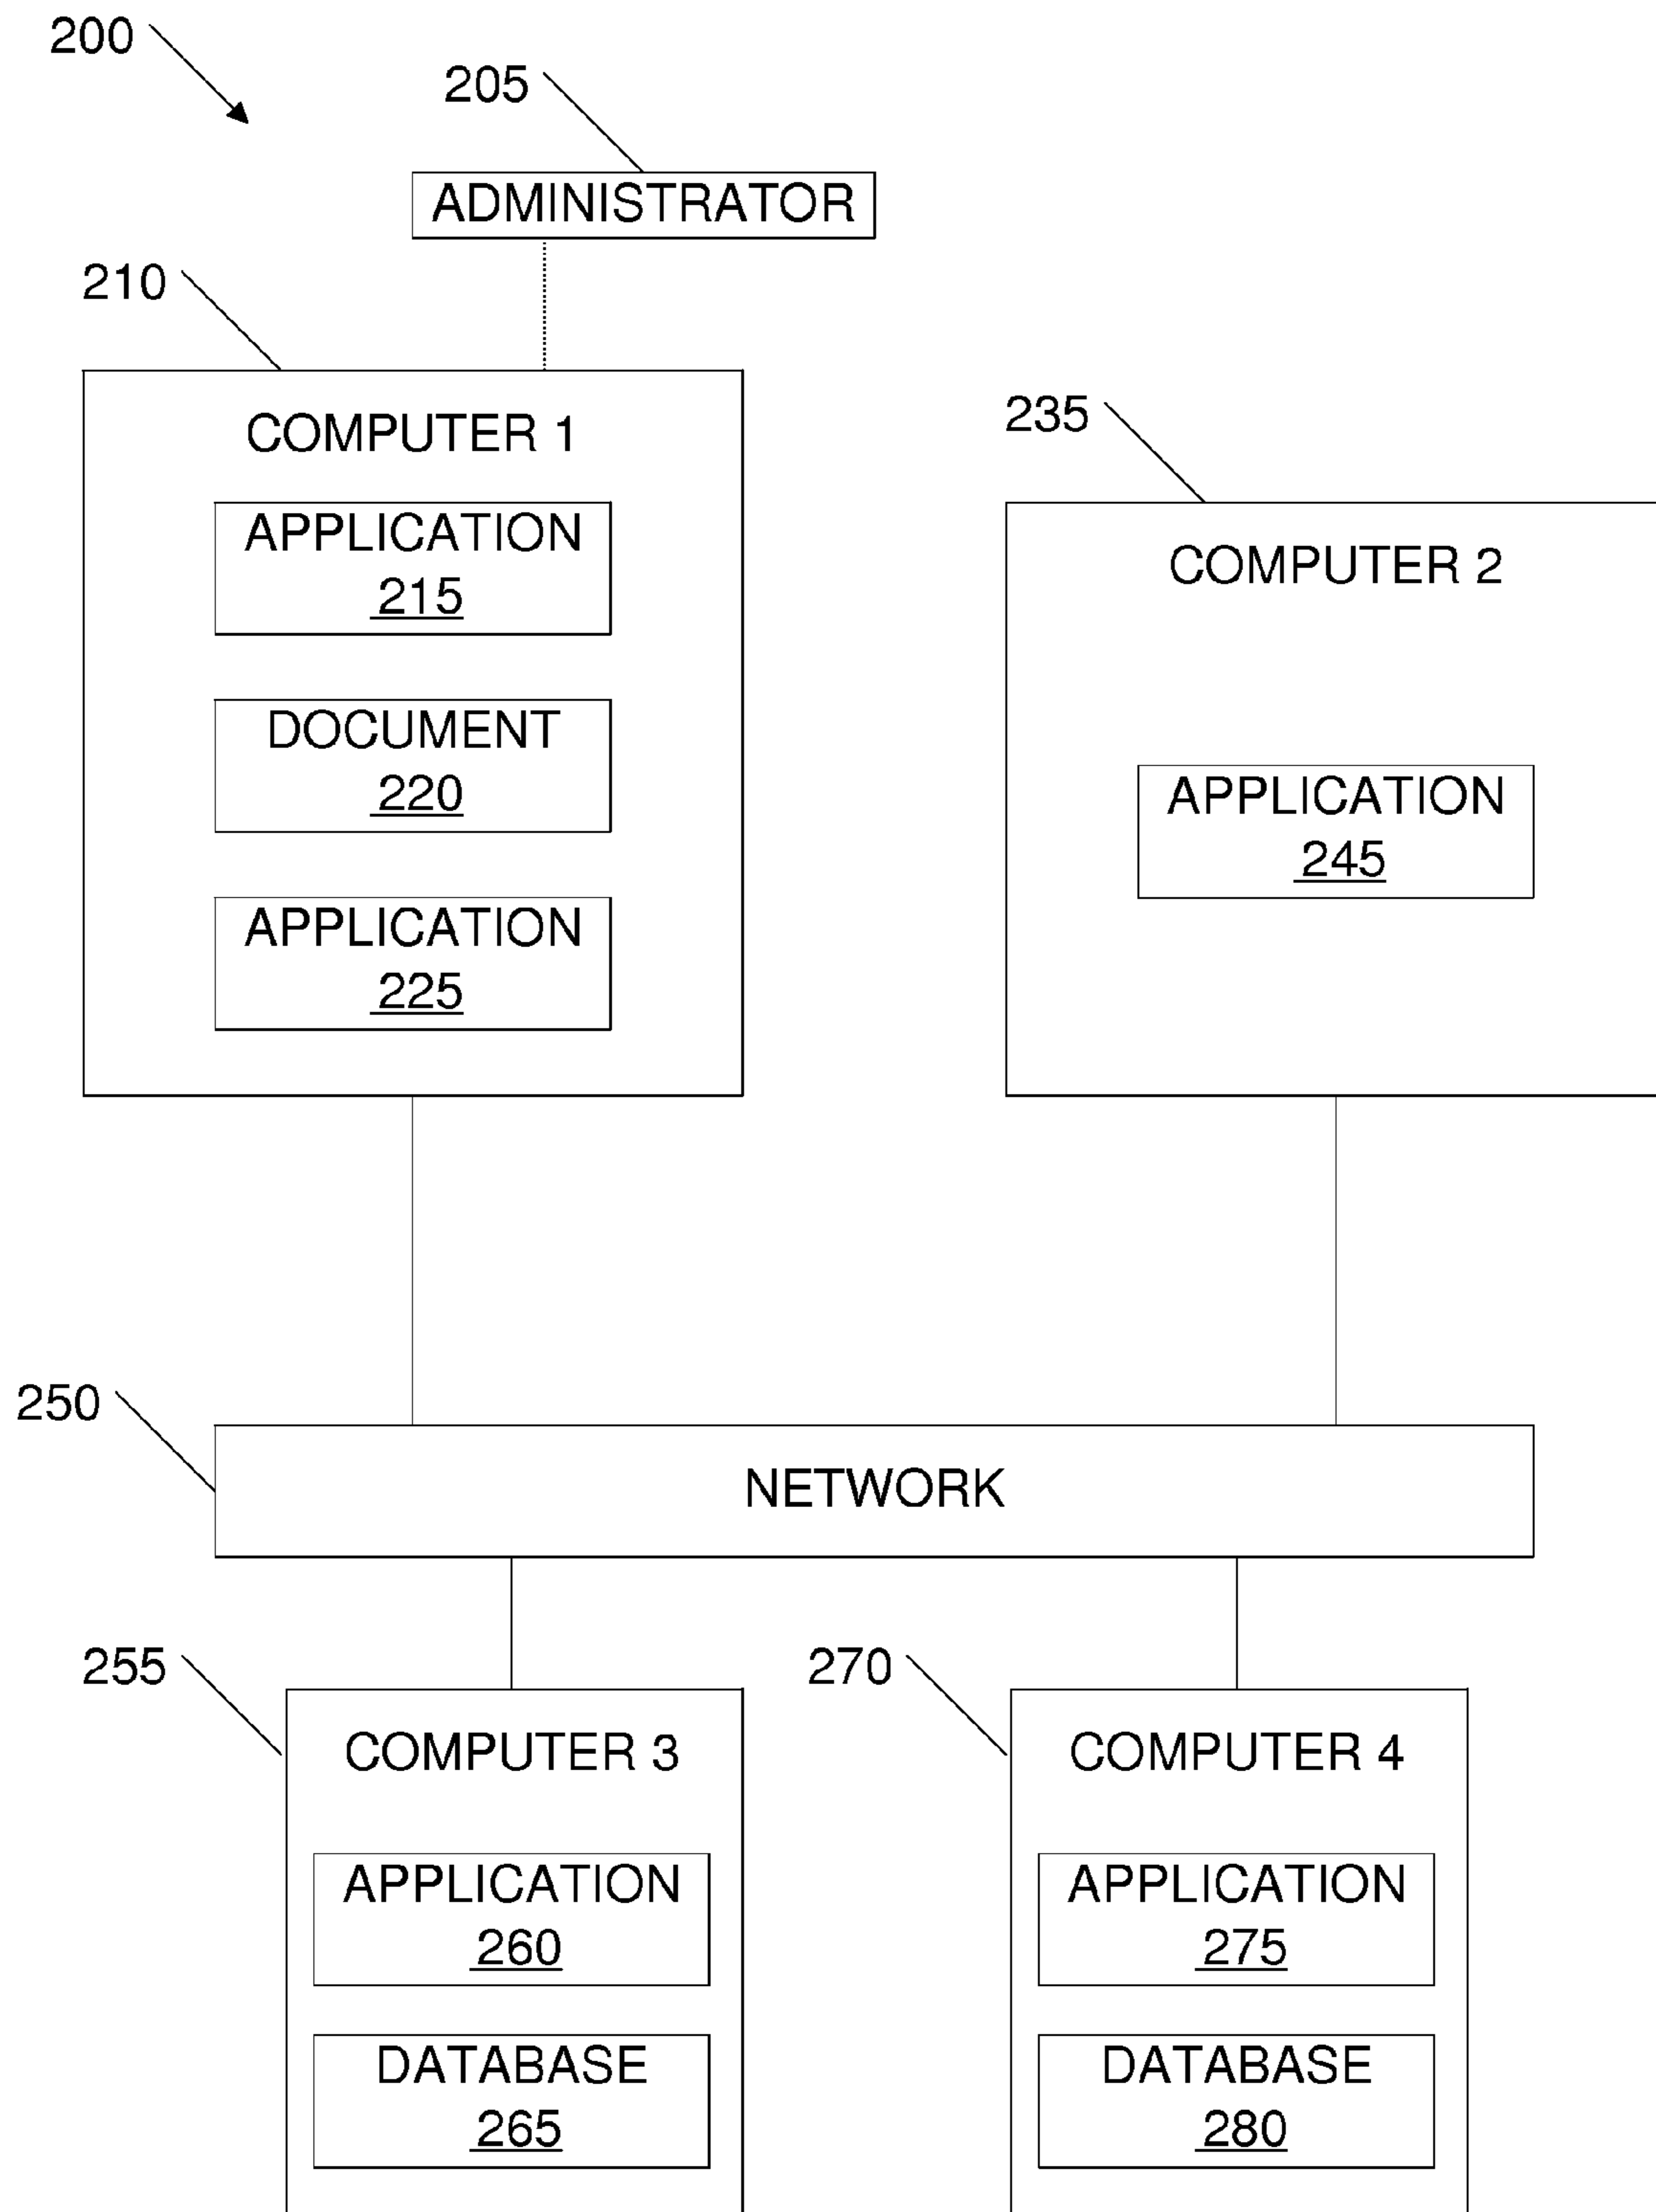 200
205
ADMINISTRATOR
210
COMPUTER 1
235
APPLICATION
215
COMPUTER 2
DOCUMENT
220
APPLICATION
245
APPLICATION
225
250
NETWORK
255
270
COMPUTER 3
COMPUTER 4
APPLICATION
260
APPLICATION
275
DATABASE
265
DATABASE
280